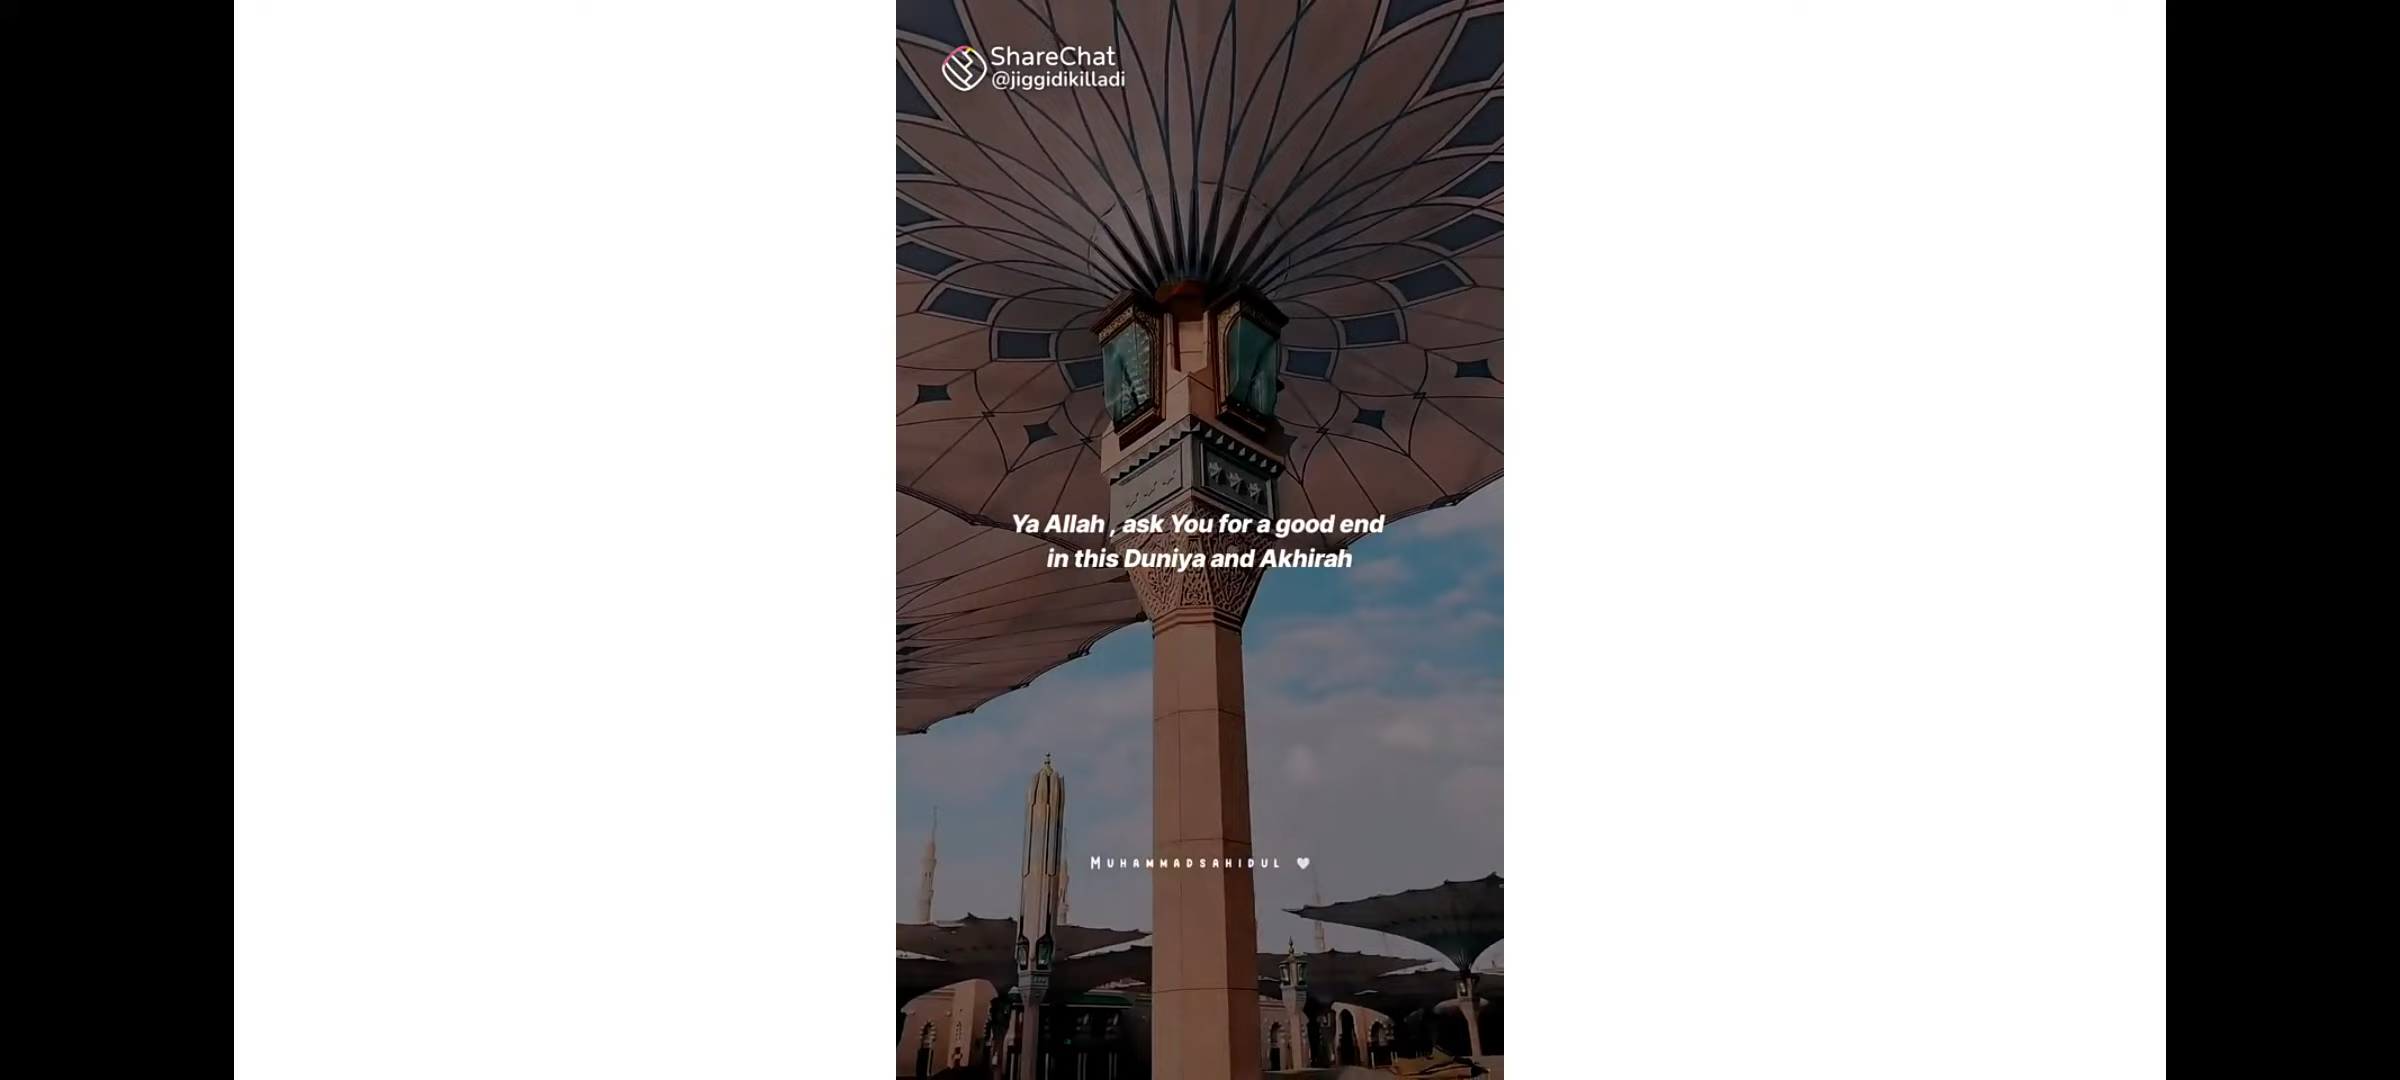 ShareChat
@jiggidikilladi
Ya Allah , ask You for a good end
in this Duniya and Akhirah
MUHAMMADSAHIDUL 🤍